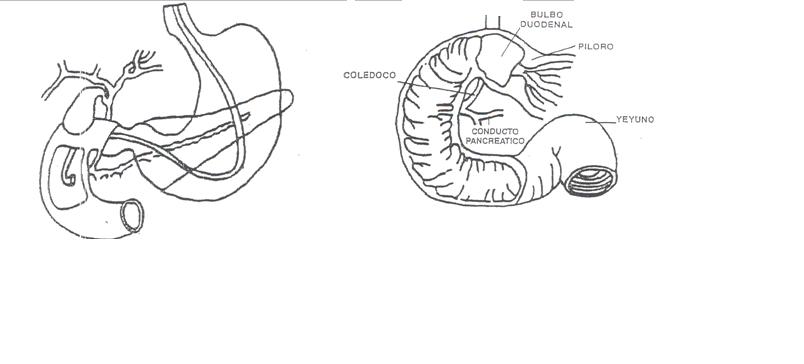 BULBO
DUODENAL
PILORO
COLEDOCO
YEYUNO
CONDUCTO
PANCREATICO